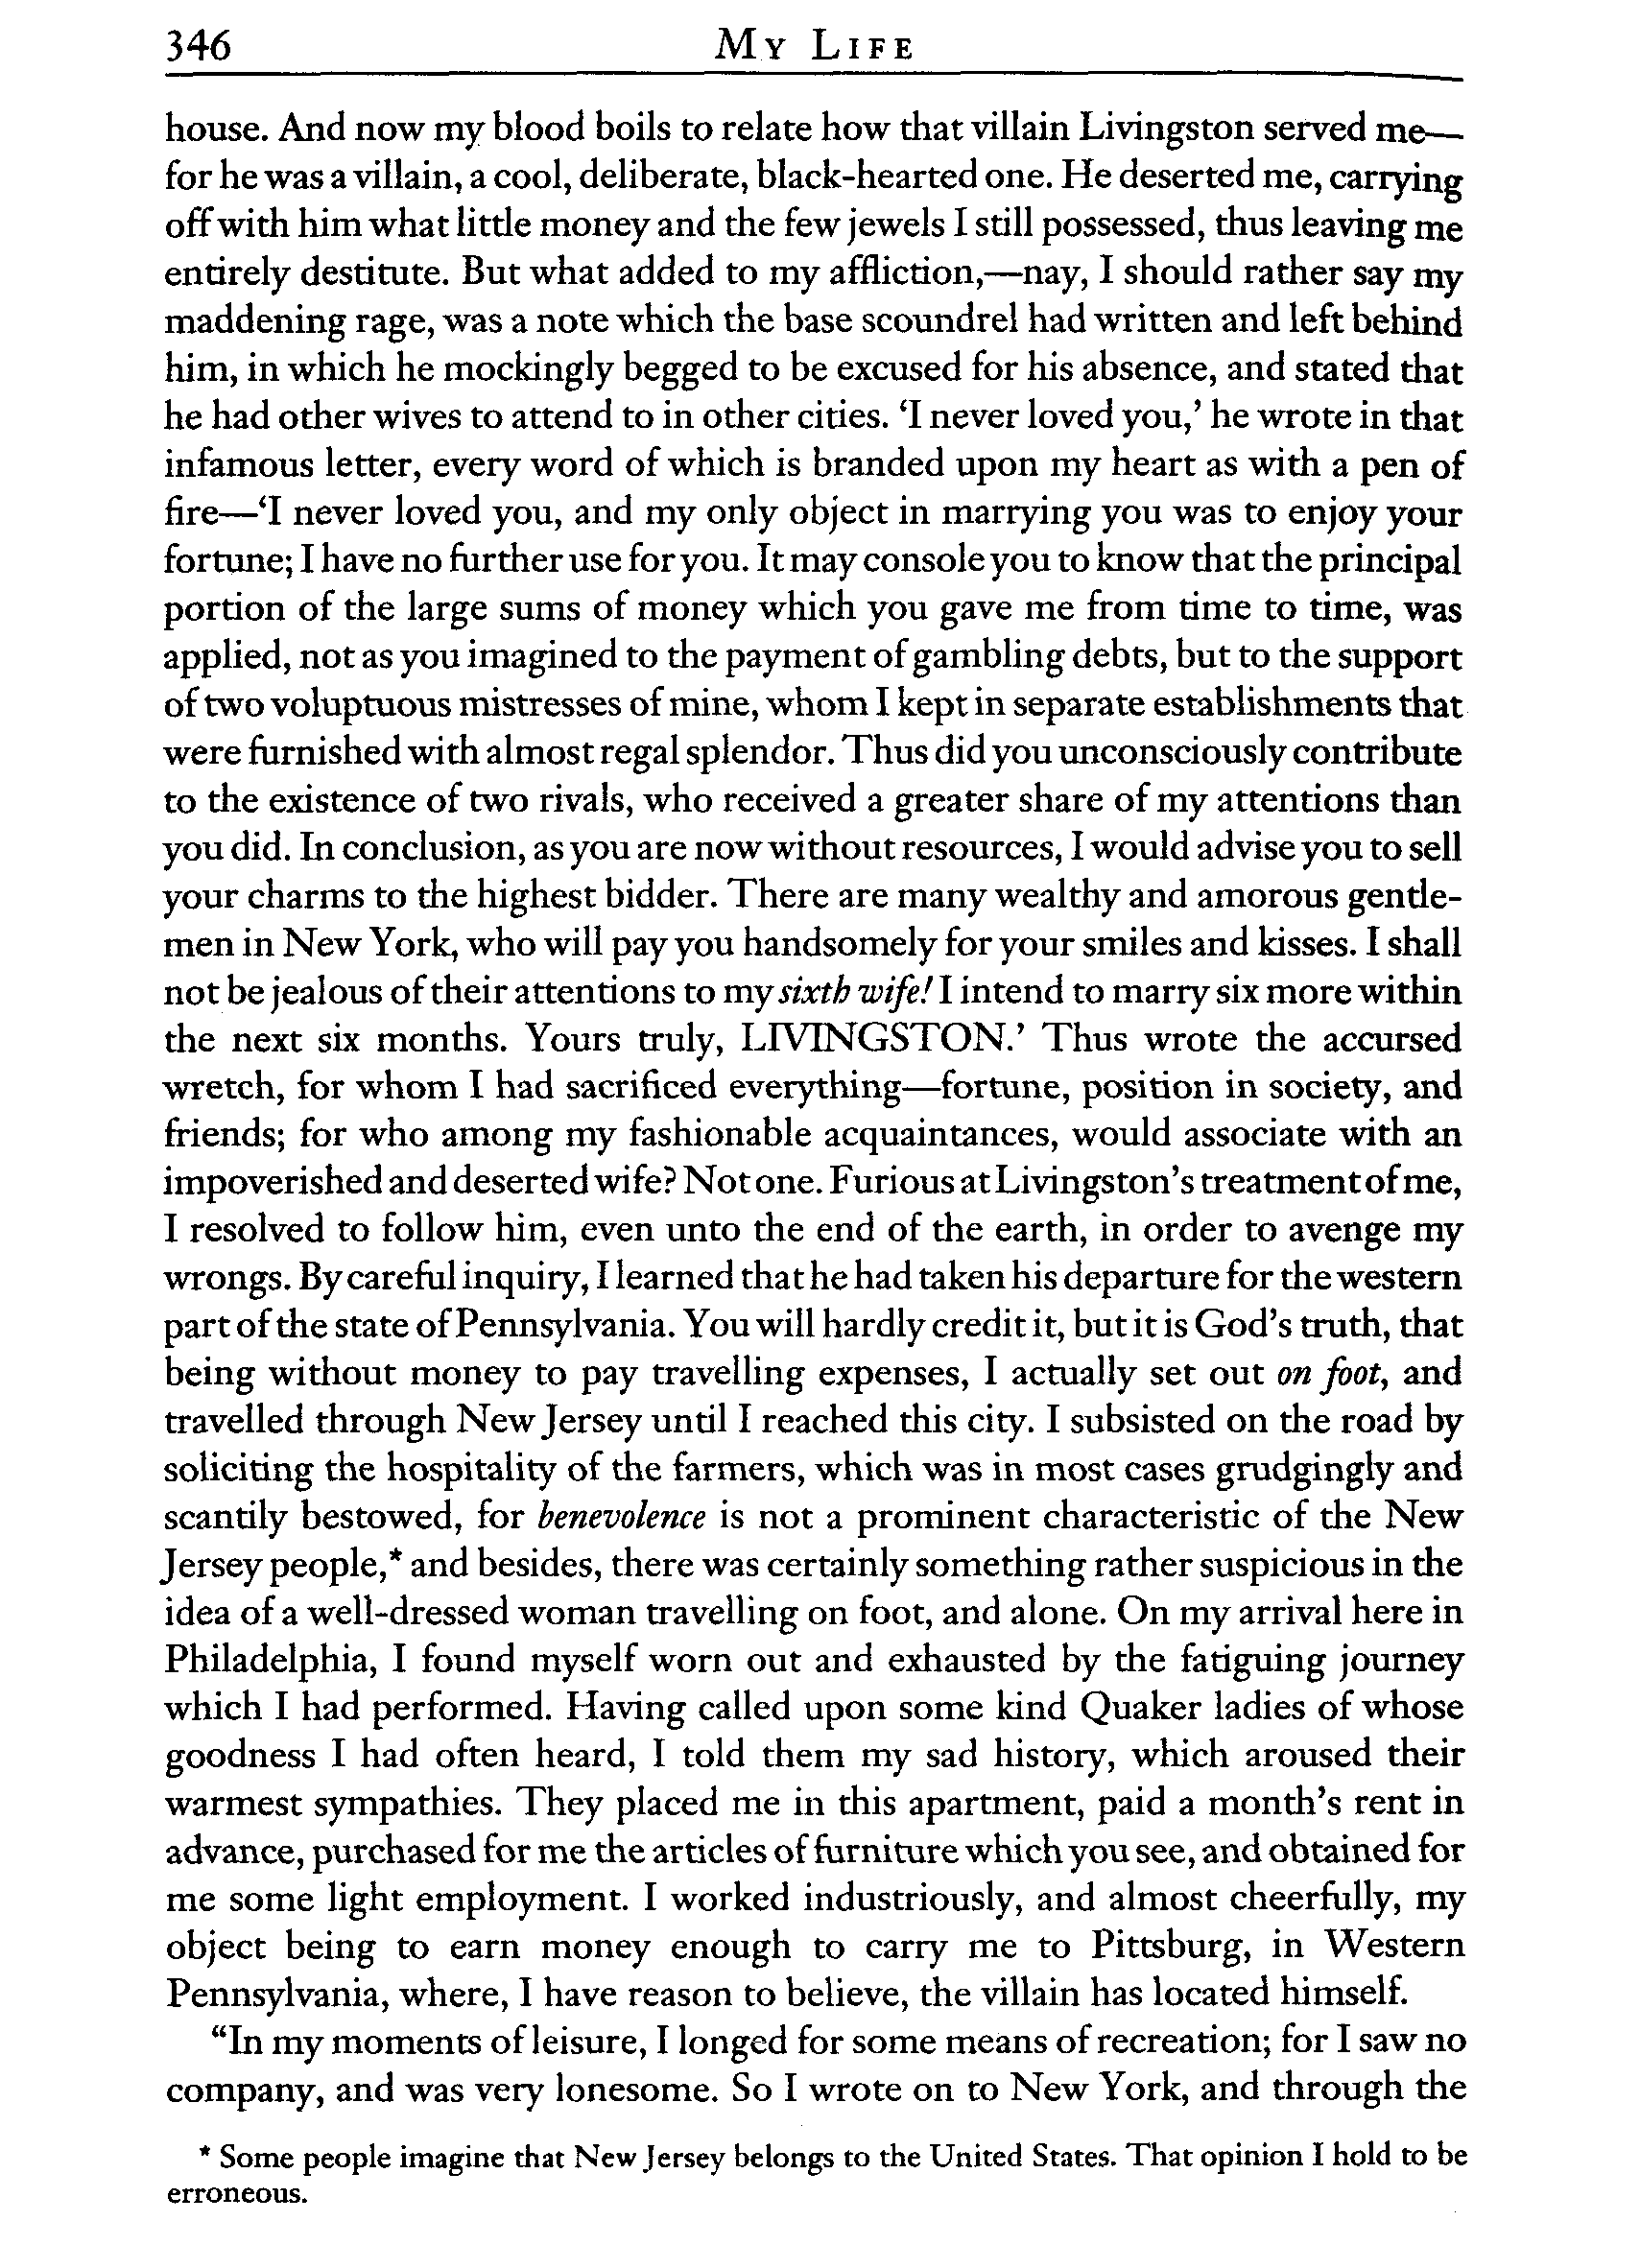 346 My Life
house. And now my blood boils to relate how that villain Livingston served me—
for he was a villain, a cool, deliberate, black-hearted one. He deserted me, carrying
off with him what little money and the few jewels I still possessed, thus leaving me
entirely destitute. But what added to my affliction,—nay, I should rather say my
maddening rage, was a note which the base scoundrel had written and left behind
him, in which he mockingly begged to be excused for his absence, and stated that
he had other wives to attend to in other cities. ‘I never loved you,’ he wrote in that
infamous letter, every word of which is branded upon my heart as with a pen of
fire—‘I never loved you, and my only object in marrying you was to enjoy your
fortune; I have no further use for you. It may console you to know that the principal
portion of the large sums of money which you gave me from time to time, was
applied, not as you imagined to the payment of gambling debts, but to the support
of two voluptuous mistresses of mine, whom I kept in separate establishments that
were furnished with almost regal splendor. Thus did you unconsciously contribute
to the existence of two rivals, who received a greater share of my attentions than
you did. In conclusion, as you are now without resources, I would advise you to sell
your charms to the highest bidder. There are many wealthy and amorous gentle-
men in New York, who will pay you handsomely for your smiles and kisses. I shall
not be jealous of their attentions to my sixth wife! I intend to marry six more within
the next six months. Yours truly, LIVINGSTON.’ Thus wrote the accursed
wretch, for whom I had sacrificed everything—fortune, position in society, and
friends; for who among my fashionable acquaintances, would associate with an
impoverished and deserted wife? Not one. Furious at Livingston’s treatment of me,
I resolved to follow him, even unto the end of the earth, in order to avenge my
wrongs. By careful inquiry, I learned that he had taken his departure for the western
part of the state of Pennsylvania. You will hardly credit it, but it is God’s truth, that
being without money to pay travelling expenses, I actually set out on foot, and
travelled through New Jersey until I reached this city. I subsisted on the road by
soliciting the hospitality of the farmers, which was in most cases grudgingly and
scantily bestowed, for benevolence is not a prominent characteristic of the New
Jersey people,* and besides, there was certainly something rather suspicious in the
idea of a well-dressed woman travelling on foot, and alone. On my arrival here in
Philadelphia, I found myself worn out and exhausted by the fatiguing journey
which I had performed. Having called upon some kind Quaker ladies of whose
goodness I had often heard, I told them my sad history, which aroused their
warmest sympathies. They placed me in this apartment, paid a month’s rent in
advance, purchased for me the articles of furniture which you see, and obtained for
me some light employment. I worked industriously, and almost cheerfully, my
object being to earn money enough to carry me to Pittsburg, in Western
Pennsylvania, where, I have reason to believe, the villain has located himself.
“In my moments of leisure, I longed for some means of recreation; for I saw no
company, and was very lonesome. So I wrote on to New York, and through the
* Some people imagine that New Jersey belongs to the United States. That opinion I hold to be
erroneous.